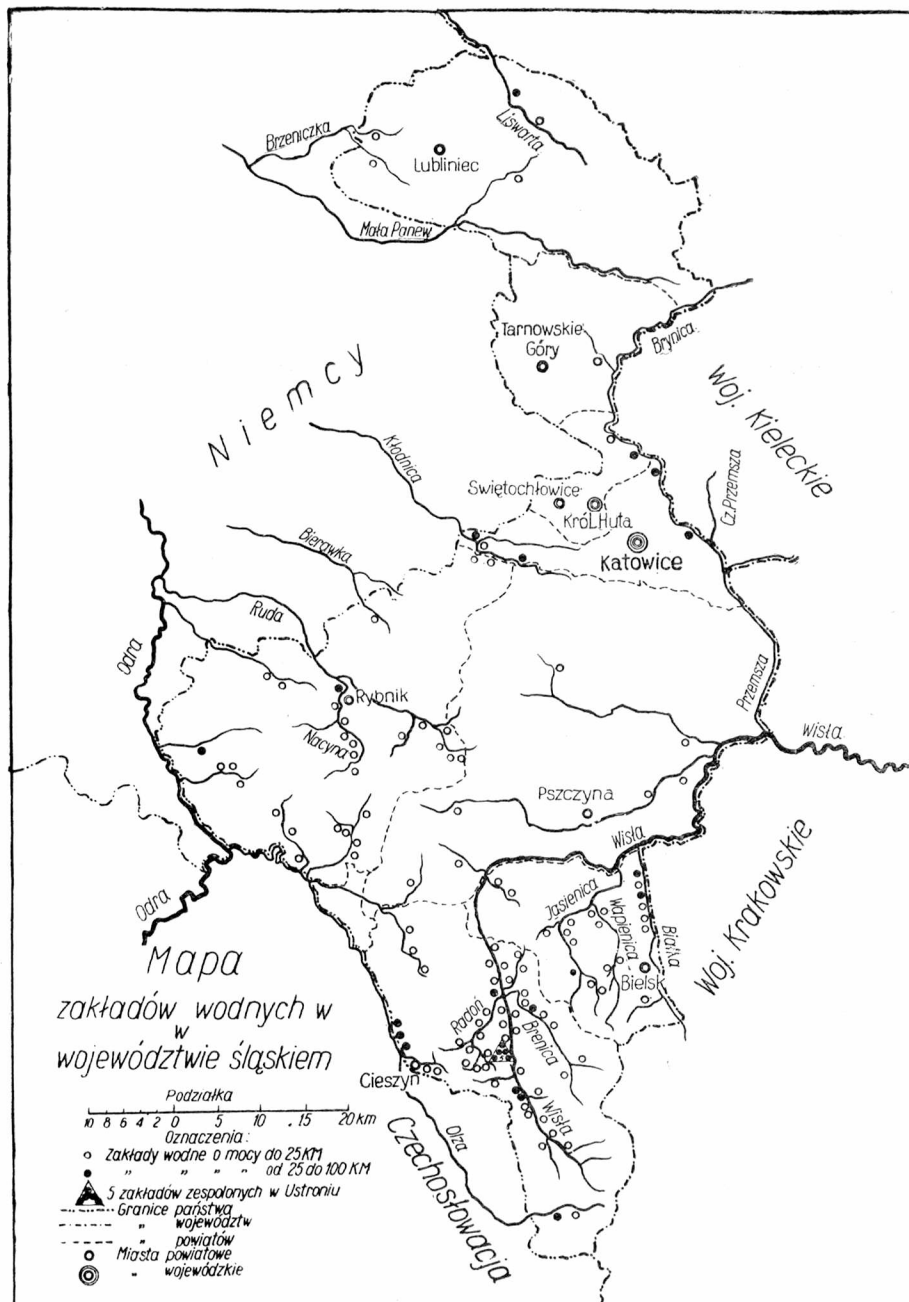 Brzeniczka
Lubliniec
Liswarta
Mała Panew
Tarnowskie
Góry
Brynica
Niemcy
Woj. Kieleckie
Kłodnica
Świętochłowice
Król.Huta
Cz.Przemsza
Katowice
Bierawka
Ruda
Odra
Rybnik
Nacyna
Przemsza
Wisła
Pszczyna
Wisła
Odra
Jasienica
Wapienica
Białka
Bielsk
Woj. Krakowskie
Radoń
Brenica
Cieszyn
Wisła
Olza
Czechosłowacja
Mapa
zakładów wodnych w
w
województwie śląskiem
Podziałka
10 8 6 4 2 0 5 10 .15 20 km
Oznaczenia:
Zakłady wodne o mocy do 25KM
" " " " od 25 do 100 KM
5 zakładów zespolonych w Ustroniu
Granice państwa
" województw
" powiatów
Miasta powiatowe
" wojewódzkie